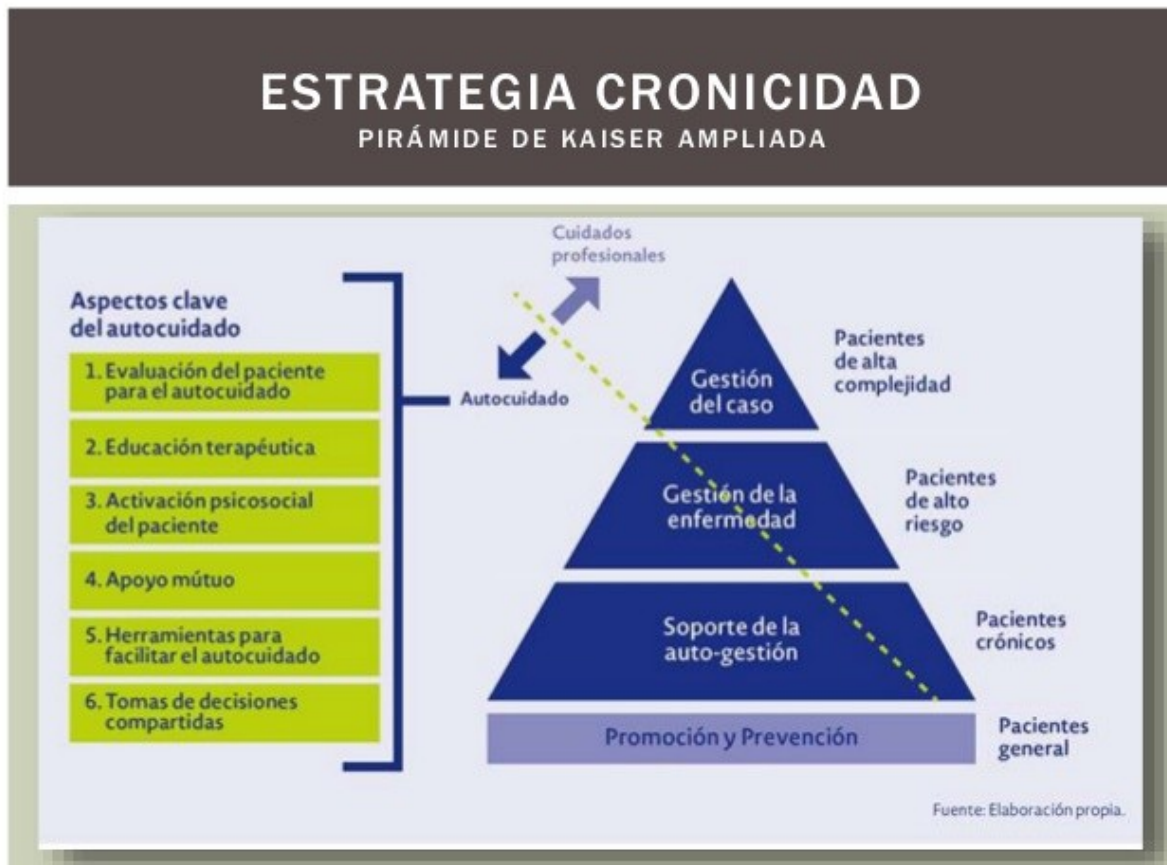 ESTRATEGIA CRONICIDAD
PIRÁMIDE DE KAISER AMPLIADA
Cuidados
profesionales
Aspectos clave
del autocuidado
1. Evaluación del paciente
para el autocuidado
2. Educación terapéutica
3. Activación psicosocial
del paciente
4. Apoyo mútuo
5. Herramientas para
facilitar el autocuidado
6. Tomas de decisiones
compartidas
Autocuidado
Gestión
del caso
Pacientes
de alta
complejidad
Gestión de la
enfermedad
Pacientes
de alto
riesgo
Soporte de la
auto-gestión
Pacientes
crónicos
Promoción y Prevención
Pacientes
general
Fuente: Elaboración propia.